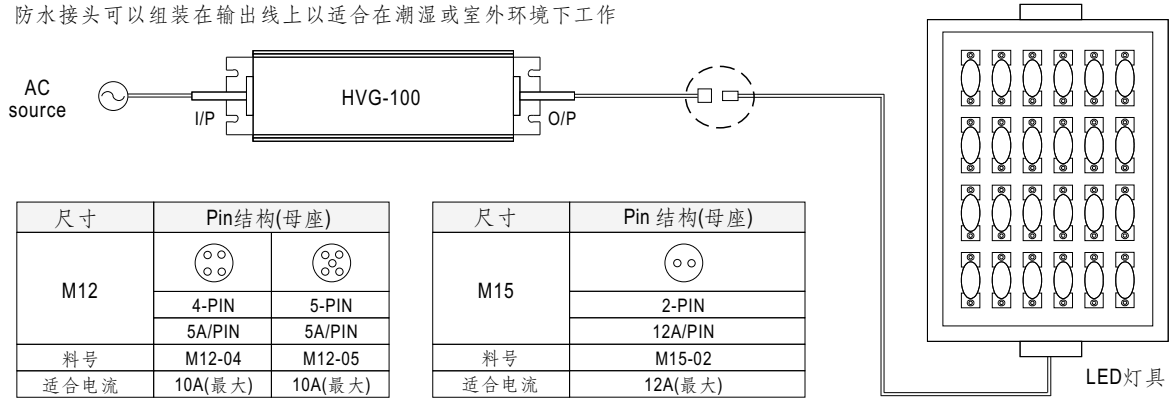 防水接头可以组装在输出线上以适合在潮湿或室外环境下工作
AC
source
I/P
HVG-100
O/P
尺寸 Pin结构(母座)
M12
4-PIN 5-PIN
5A/PIN 5A/PIN
料号 M12-04 M12-05
适合电流 10A(最大) 10A(最大)
尺寸 Pin 结构(母座)
M15
2-PIN
12A/PIN
料号 M15-02
适合电流 12A(最大)
LED灯具